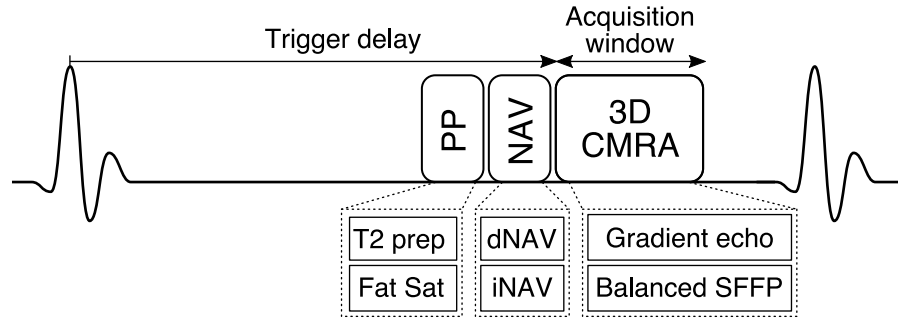 Acquisition
window
Trigger delay
PP
NAV
3D
CMRA
T2 prep
dNAV
Gradient echo
Fat Sat
iNAV
Balanced SFFP